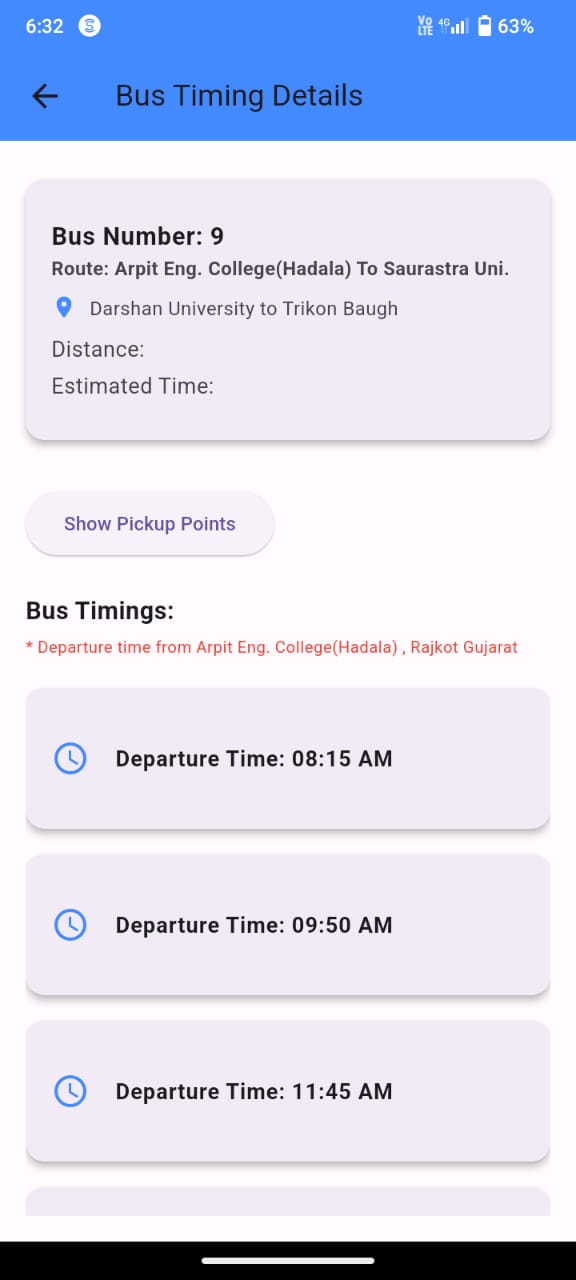 6:32 S Vo LTE 4G 63%
Bus Timing Details
Bus Number: 9
Route: Arpit Eng. College(Hadala) To Saurastra Uni.
Darshan University to Trikon Baugh
Distance:
Estimated Time:
Show Pickup Points
Bus Timings:
* Departure time from Arpit Eng. College(Hadala) , Rajkot Gujarat
Departure Time: 08:15 AM
Departure Time: 09:50 AM
Departure Time: 11:45 AM